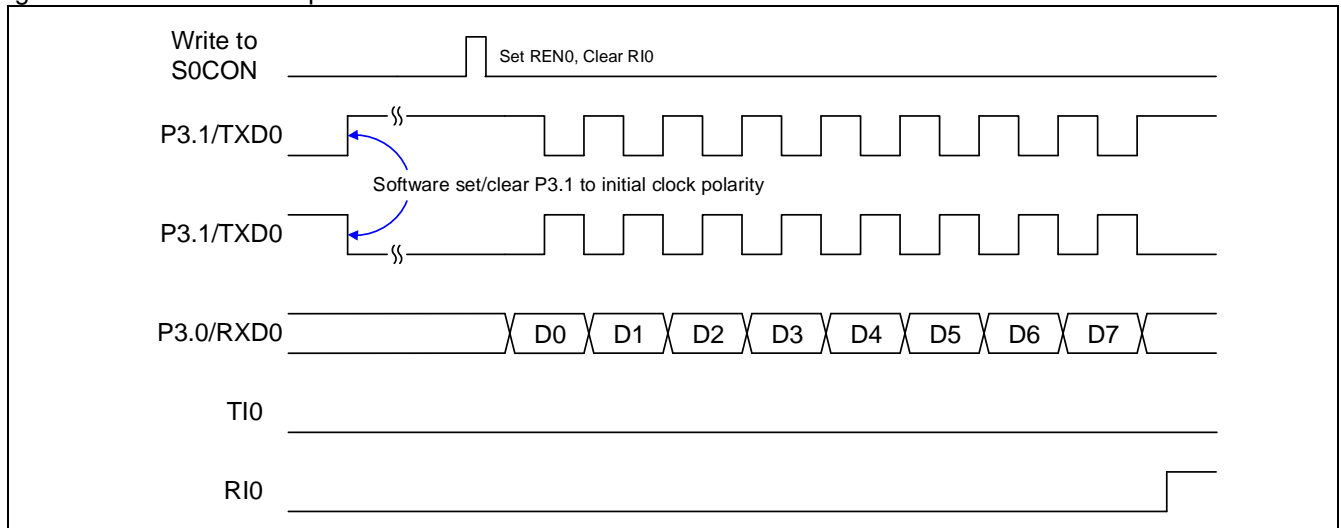 Write to
S0CON
Set REN0, Clear RI0
P3.1/TXD0
Software set/clear P3.1 to initial clock polarity
P3.1/TXD0
P3.0/RXD0
D0 D1 D2 D3 D4 D5 D6 D7
TI0
RI0